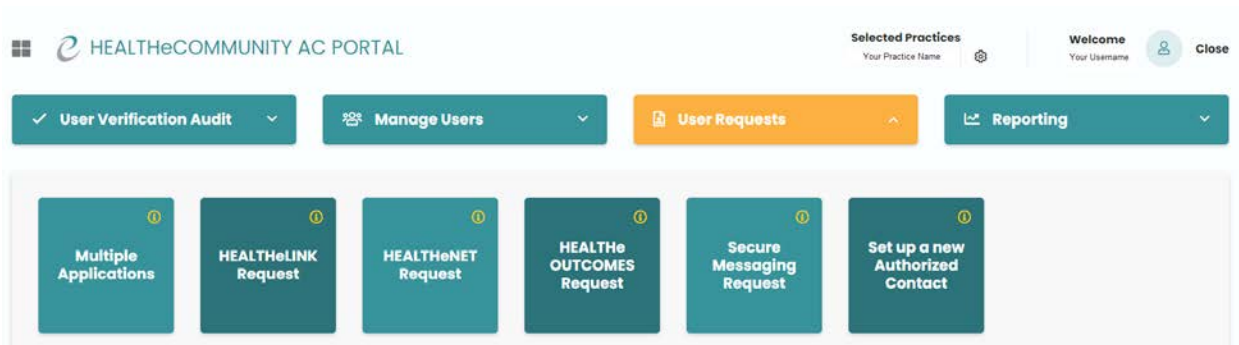 HEALTHeCOMMUNITY AC PORTAL
Selected Practices
Your Practice Name
Welcome
Your Username
Close
User Verification Audit
Manage Users
User Requests
Reporting
Multiple
Applications
HEALTHeLINK
Request
HEALTHeNET
Request
HEALTHe
OUTCOMES
Request
Secure
Messaging
Request
Set up a new
Authorized
Contact